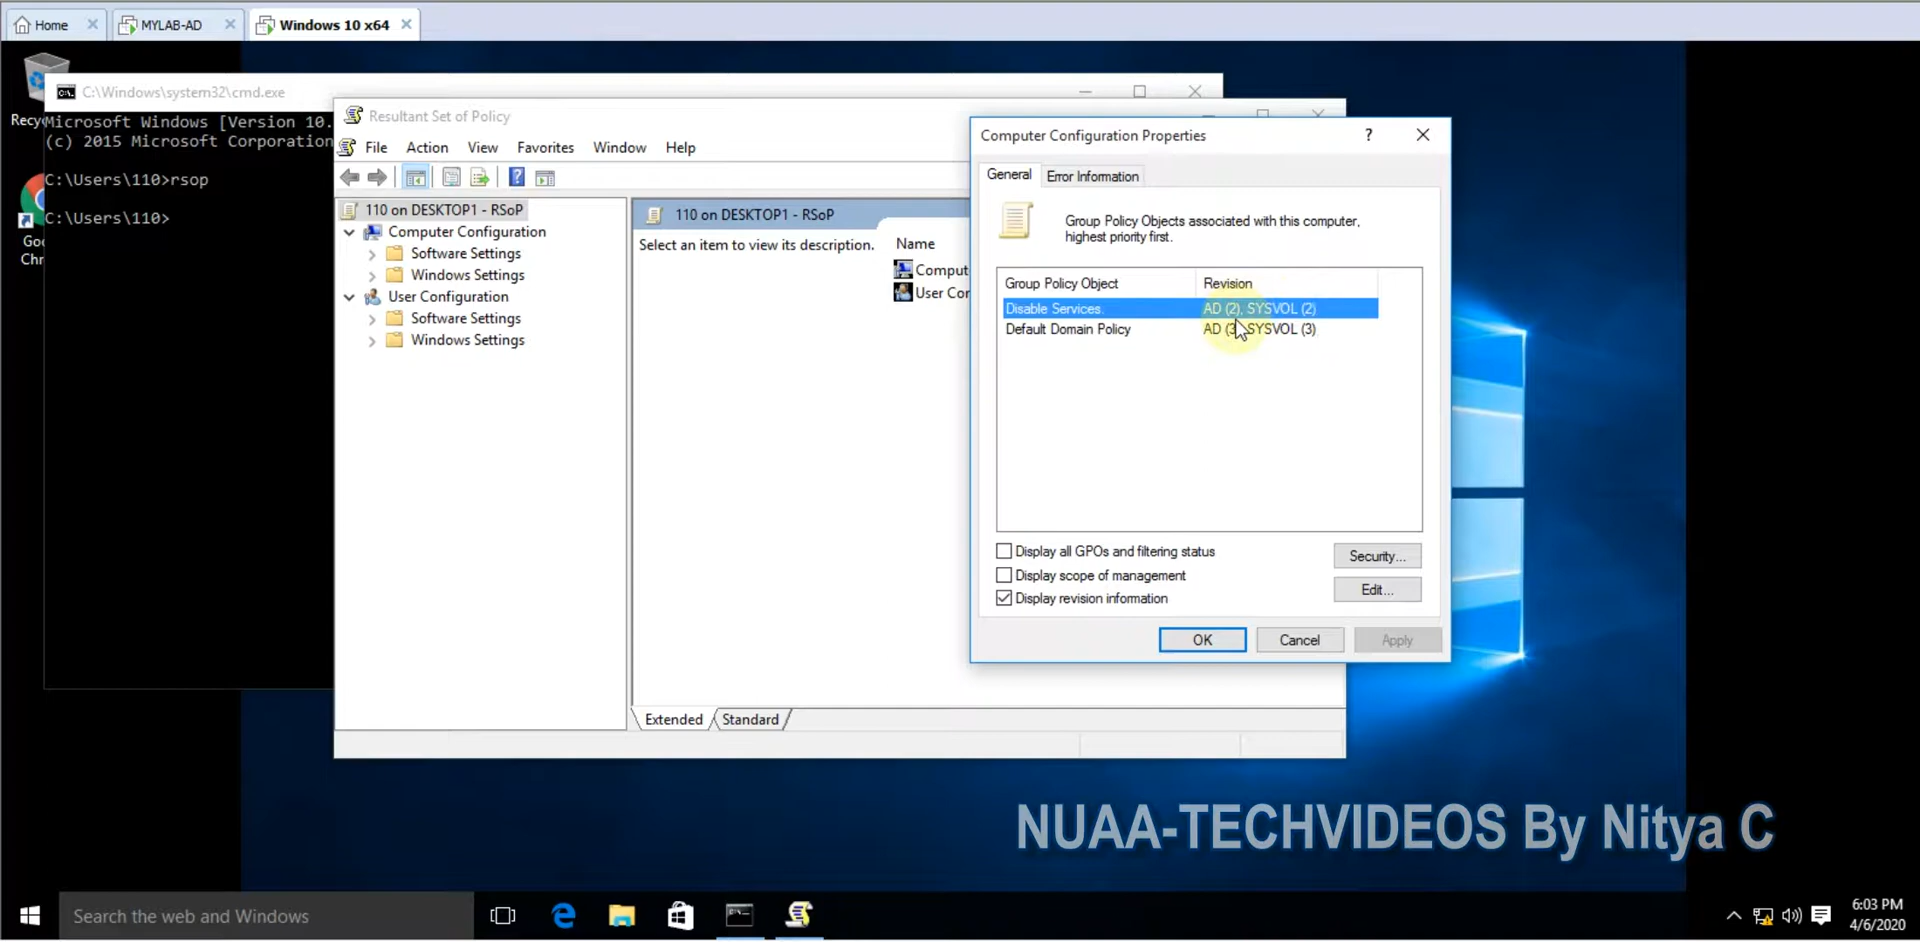 Home
MYLAB-AD
Windows 10 x64
C:\Windows\system32\cmd.exe
Microsoft Windows [Version 10.
(c) 2015 Microsoft Corporation
C:\Users\110>rsop
C:\Users\110>
Resultant Set of Policy
File Action View Favorites Window Help
110 on DESKTOP1 - RSoP
Computer Configuration
Software Settings
Windows Settings
User Configuration
Software Settings
Windows Settings
110 on DESKTOP1 - RSoP
Select an item to view its description.
Name
Comput
User Cor
Extended Standard
Computer Configuration Properties
General Error Information
Group Policy Objects associated with this computer,
highest priority first.
Group Policy Object Revision
Disable Services. AD (2), SYSVOL (2)
Default Domain Policy AD (3), SYSVOL (3)
Display all GPOs and filtering status
Display scope of management
Display revision information
Security...
Edit...
OK Cancel Apply
NUAA-TECHVIDEOS By Nitya C
Search the web and Windows
6:03 PM
4/6/2020